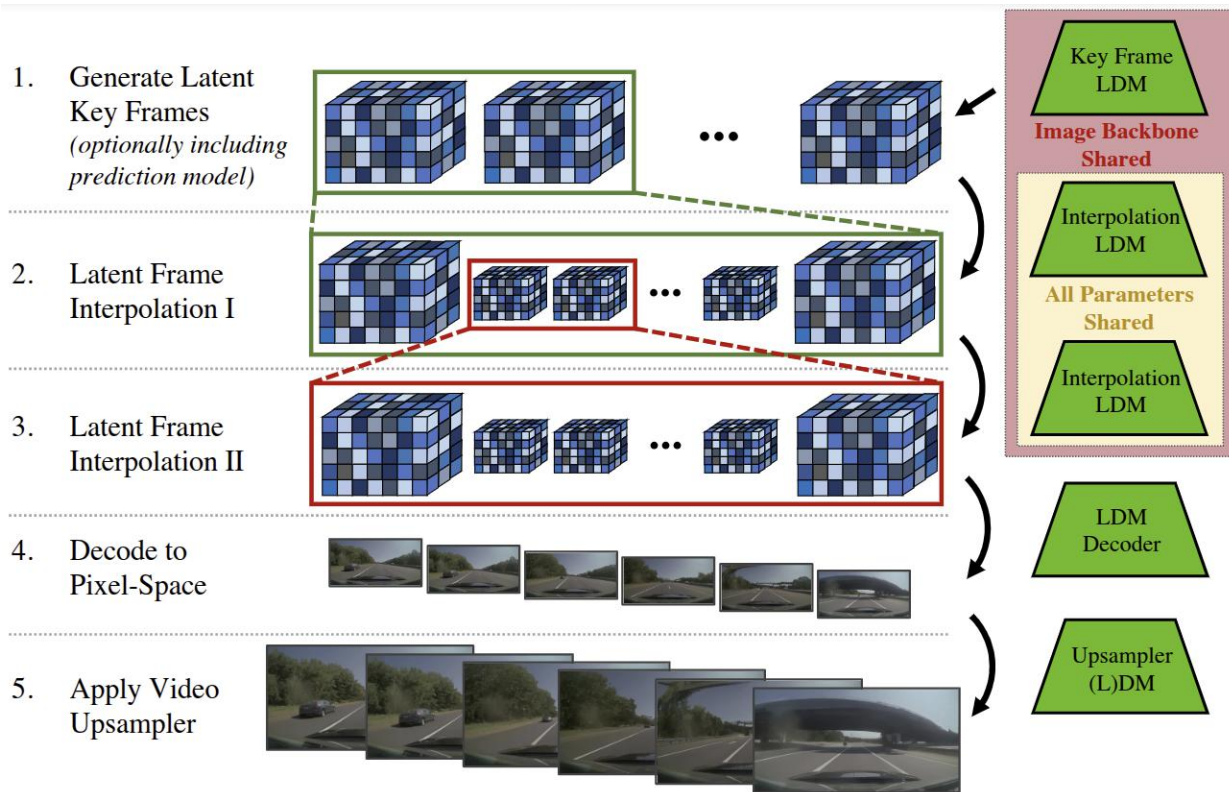 1. Generate Latent
Key Frames
(optionally including
prediction model)
2. Latent Frame
Interpolation I
3. Latent Frame
Interpolation II
4. Decode to
Pixel-Space
5. Apply Video
Upsampler
Key Frame
LDM
Image Backbone
Shared
Interpolation
LDM
All Parameters
Shared
Interpolation
LDM
LDM
Decoder
Upsampler
(L)DM